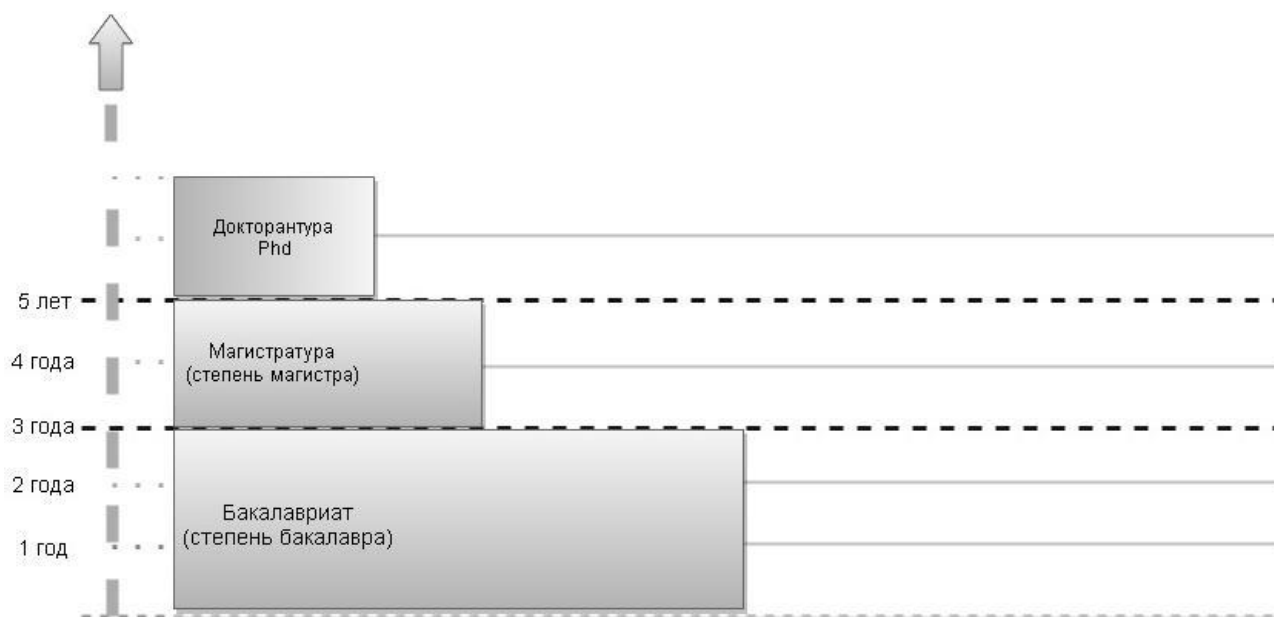 Докторантура
Phd
5 лет
Магистратура
(степень магистра)
4 года
3 года
2 года
Бакалавриат
(степень бакалавра)
1 год